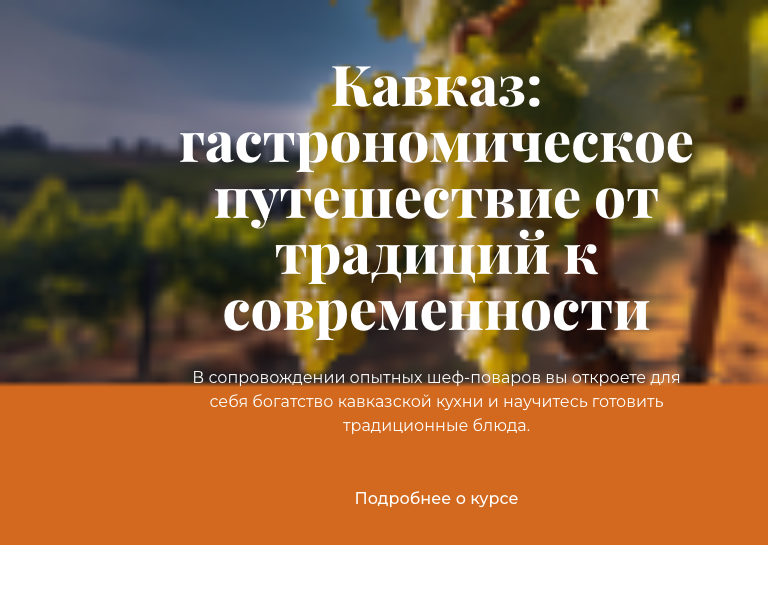 Кавказ:
гастрономическое
путешествие от
традиций к
современности
В сопровождении опытных шеф-поваров вы откроете для
себя богатство кавказской кухни и научитесь готовить
традиционные блюда.
Подробнее о курсе